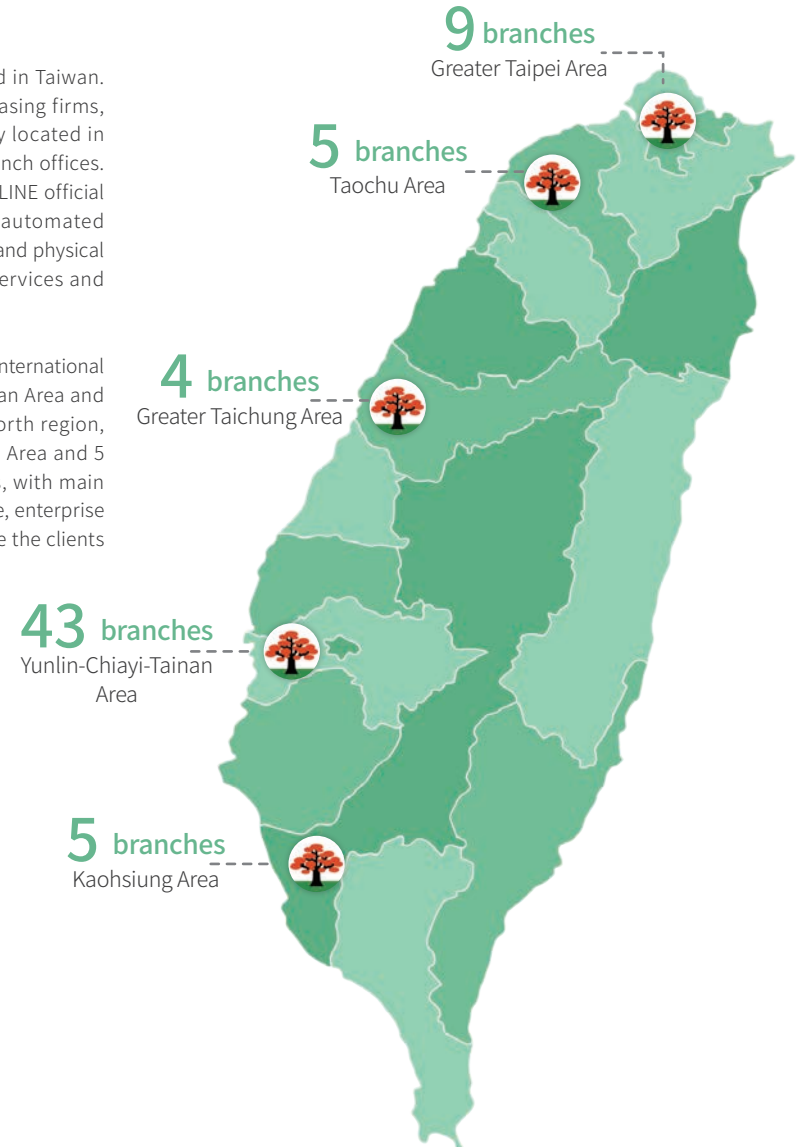 d in Taiwan.
asing firms,
y located in
nch offices.
LINE official
automated
and physical
ervices and
nternational
an Area and
orth region,
Area and 5
, with main
e, enterprise
e the clients
9 branches
Greater Taipei Area
5 branches
Taochu Area
4 branches
Greater Taichung Area
43 branches
Yunlin-Chiayi-Tainan
Area
5 branches
Kaohsiung Area